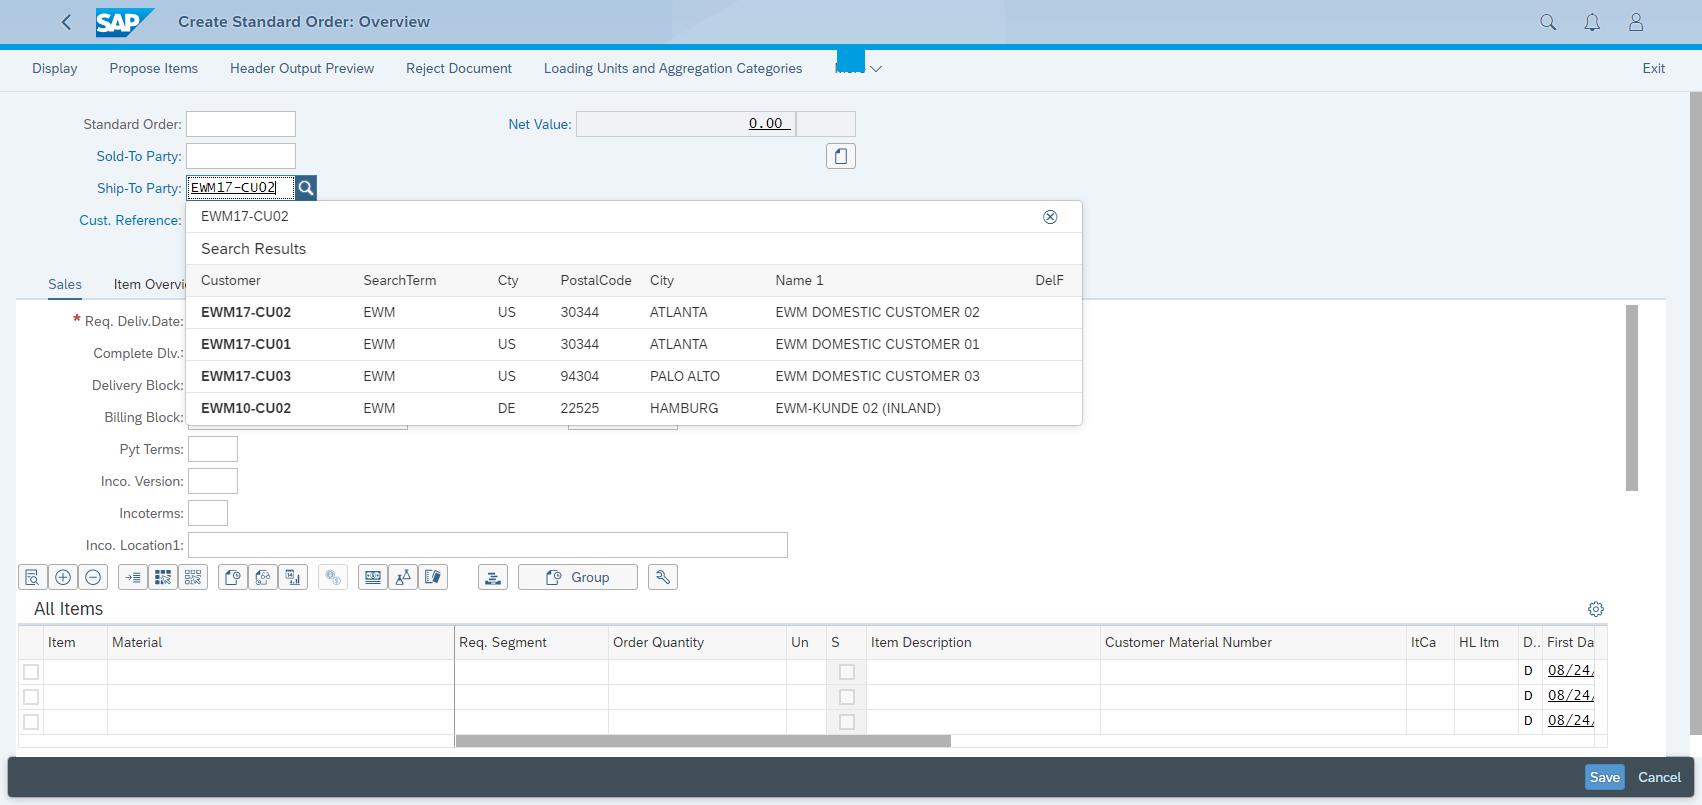 SAP Create Standard Order: Overview
Display Propose Items Header Output Preview Reject Document Loading Units and Aggregation Categories Exit
Standard Order: Net Value: 0.00
Sold-To Party:
Ship-To Party: EWM17-CU02
Cust. Reference:
EWM17-CU02
Search Results
Customer SearchTerm Cty PostalCode City Name 1 DelF
EWM17-CU02 EWM US 30344 ATLANTA EWM DOMESTIC CUSTOMER 02
EWM17-CU01 EWM US 30344 ATLANTA EWM DOMESTIC CUSTOMER 01
EWM17-CU03 EWM US 94304 PALO ALTO EWM DOMESTIC CUSTOMER 03
EWM10-CU02 EWM DE 22525 HAMBURG EWM-KUNDE 02 (INLAND)
Sales Item Overvi
* Req. Deliv.Date:
Complete Dlv.:
Delivery Block:
Billing Block:
Pyt Terms:
Inco. Version:
Incoterms:
Inco. Location1:
Group
All Items
Item Material Req. Segment Order Quantity Un S Item Description Customer Material Number ItCa HL Itm D.. First Da
D 08/24/
D 08/24/
D 08/24/
Save Cancel